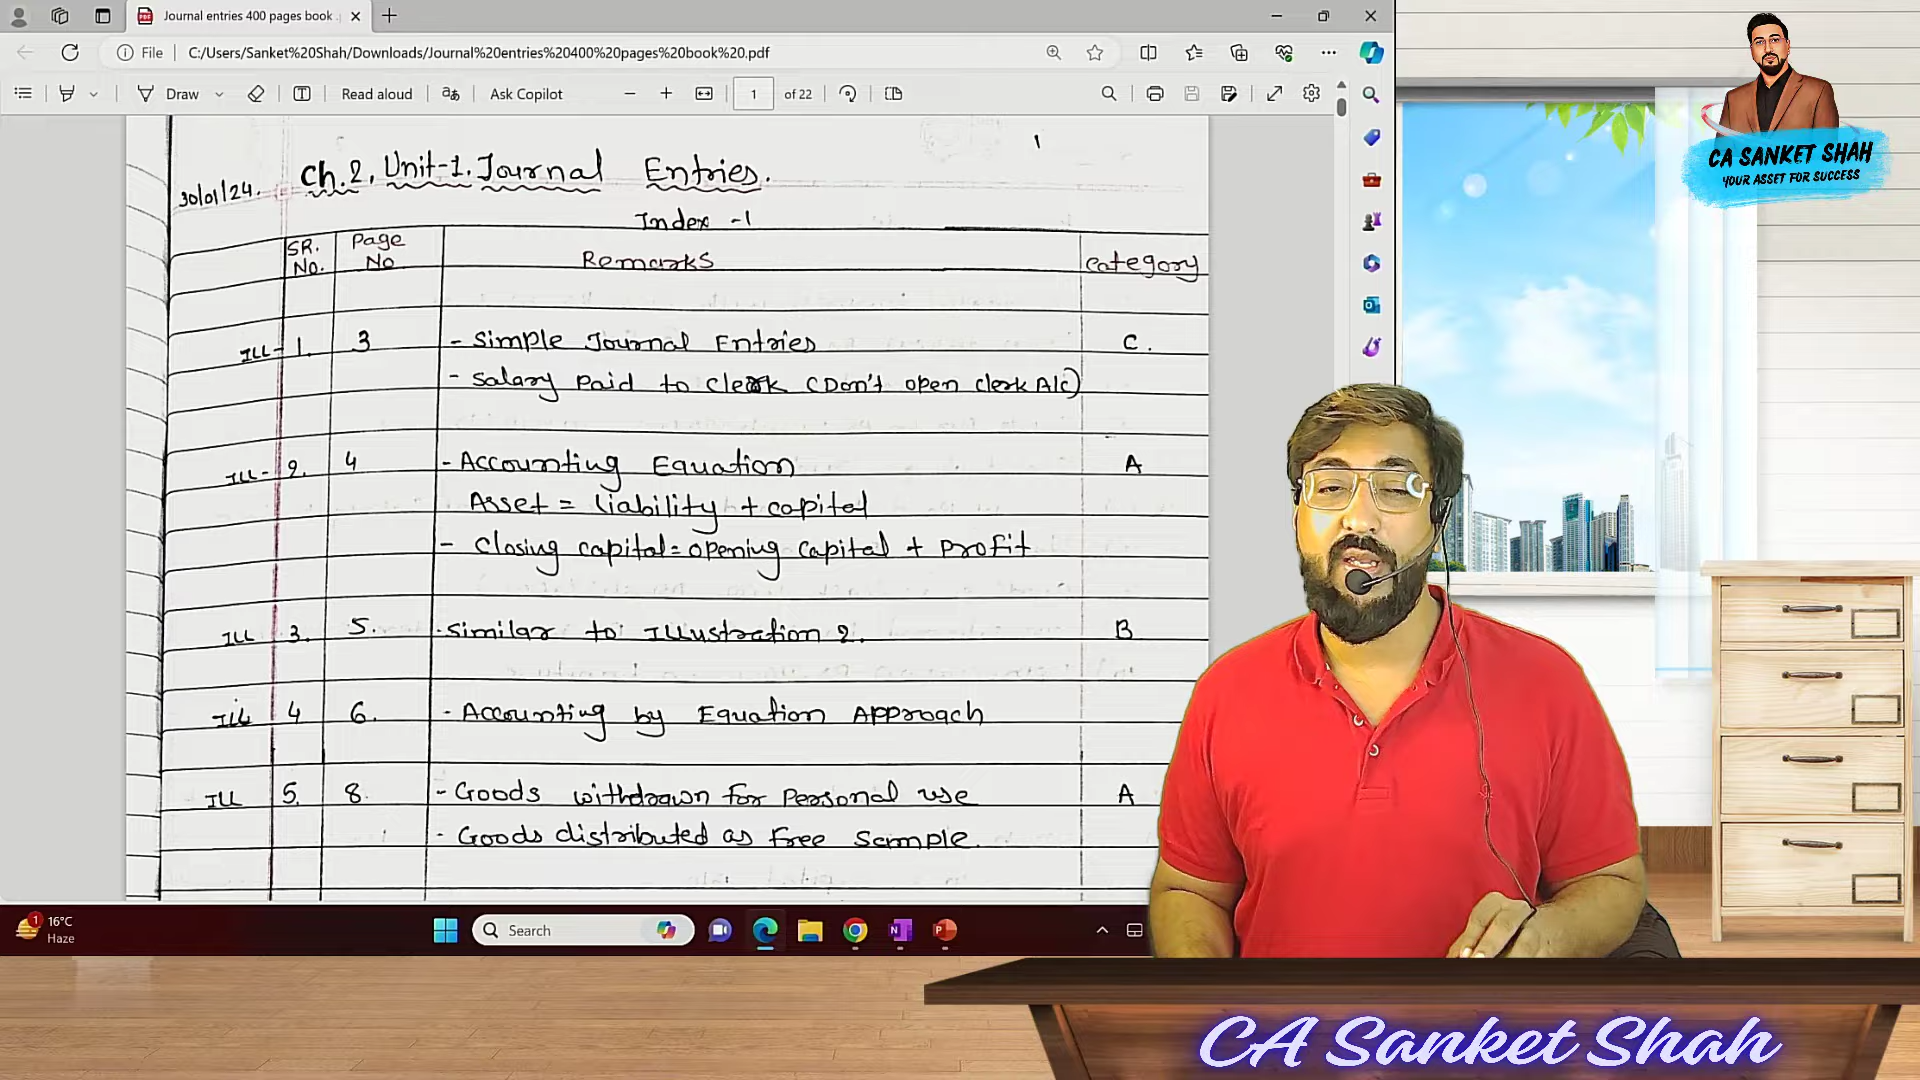 Journal entries 400 pages book .
File C:/Users/Sanket%20Shah/Downloads/Journal%20entries%20400%20pages%20book%20.pdf
Draw Read aloud Ask Copilot 1 of 22
1
30/01/24. Ch.2, Unit-1. Journal Entries.
Index -1
SR. No. Page No Remarks Category
ILL- 1. 3 - Simple Journal Entries C.
- Salary Paid to Clerk (Don't open Clerk A/C)
ILL- 2. 4 - Accounting Equation A
Asset = Liability + capital
- Closing capital = opening capital + Profit
ILL 3. 5. - Similar to Illustration 2. B
ILL 4 6. - Accounting by Equation Approach
ILL 5. 8. - Goods withdrawn for Personal use A
- Goods distributed as Free Sample.
1 16°C
Haze
Search
CA SANKET SHAH
YOUR ASSET FOR SUCCESS
CA Sanket Shah